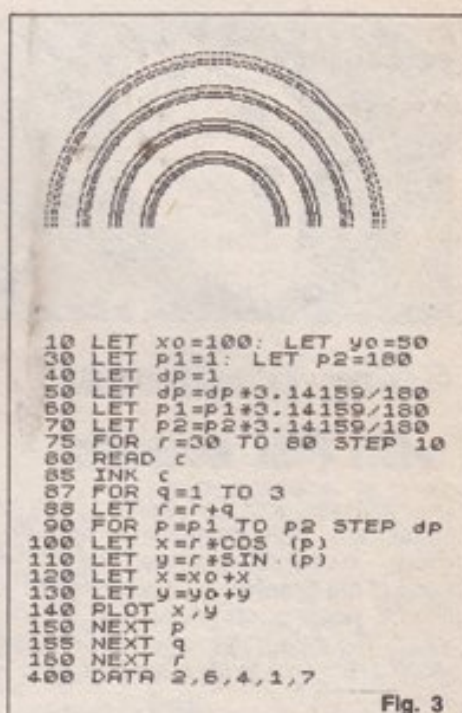 10 LET xo=100: LET yo=50
30 LET p1=1: LET p2=180
40 LET dp=1
50 LET dp=dp*3.14159/180
60 LET p1=p1*3.14159/180
70 LET p2=p2*3.14159/180
75 FOR r=30 TO 80 STEP 10
80 READ c
85 INK c
87 FOR q=1 TO 3
88 LET r=r+q
90 FOR p=p1 TO p2 STEP dp
100 LET x=r*COS (p)
110 LET y=r*SIN (p)
120 LET x=xo+x
130 LET y=yo+y
140 PLOT x,y
150 NEXT p
155 NEXT q
160 NEXT r
400 DATA 2,6,4,1,7
Fig. 3